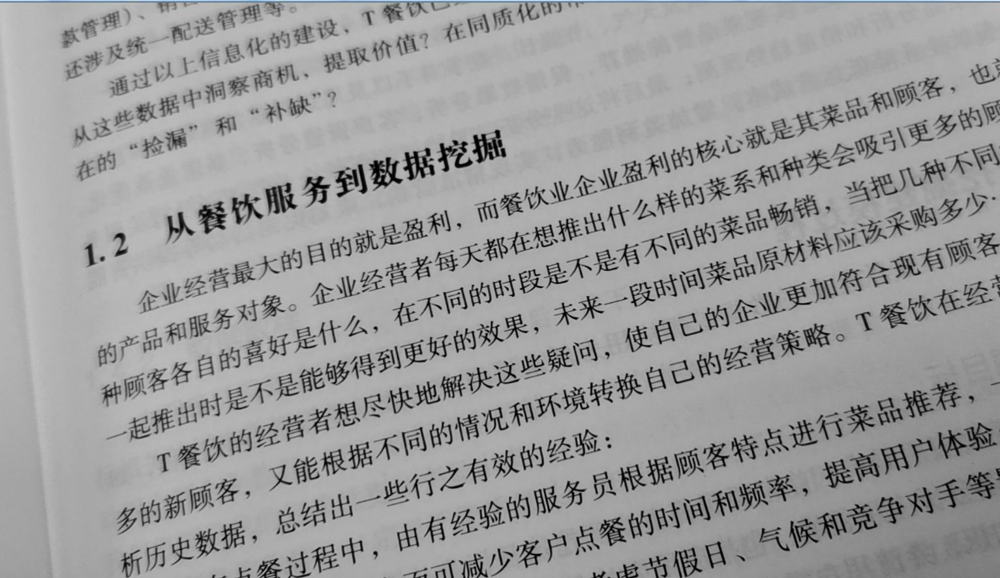 款管理)、销售
还涉及统一配送管理等。
通过以上信息化的建设，T餐饮已
从这些数据中洞察商机，提取价值？在同质化的
在的“捡漏”和“补缺”？
1.2 从餐饮服务到数据挖掘
企业经营最大的目的就是盈利，而餐饮业企业盈利的核心就是其菜品和顾客，也
的产品和服务对象。企业经营者每天都在想推出什么样的菜系和种类会吸引更多的顾
种顾客各自的喜好是什么，在不同的时段是不是有不同的菜品畅销，当把几种不同
一起推出时是不是能够得到更好的效果，未来一段时间菜品原材料应该采购多少
T餐饮的经营者想尽快地解决这些疑问，使自己的企业更加符合现有顾客
多的新顾客，又能根据不同的情况和环境转换自己的经营策略。T餐饮在经营
析历史数据，总结出一些行之有效的经验：
点餐过程中，由有经验的服务员根据顾客特点进行菜品推荐，
面可减少客户点餐的时间和频率，提高用户体验
考虑节假日、气候和竞争对手等